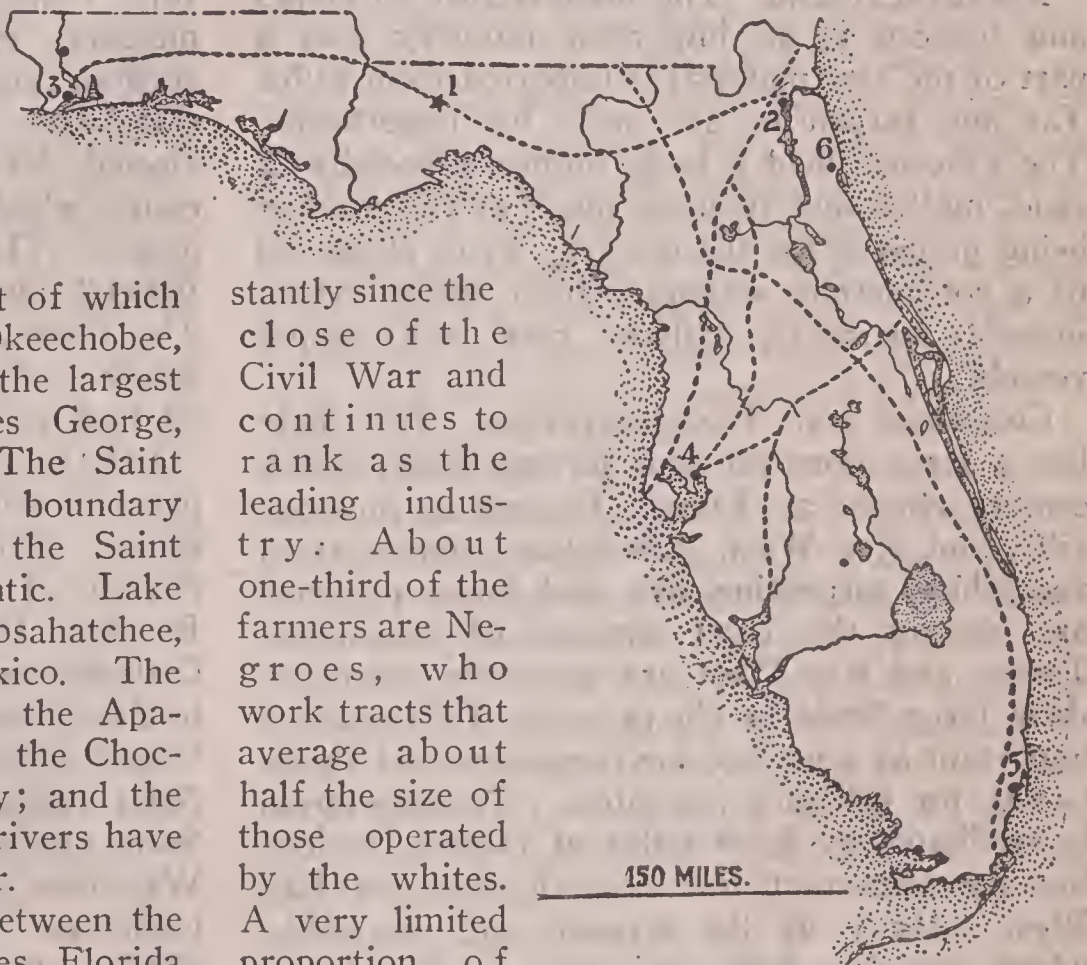 1
3 A
2
6
4
5
150 MILES.
t of which
Okeechobee,
the largest
es George,
The Saint
boundary
the Saint
tic. Lake
osahatchee,
xico. The
the Apa-
the Choc-
y; and the
rivers have
r.
etween the
es Florida
stantly since the
close of the
Civil War and
continues to
rank as the
leading indus-
try. About
one-third of the
farmers are Ne-
groes, who
work tracts that
average about
half the size of
those operated
by the whites.
A very limited
proportion of